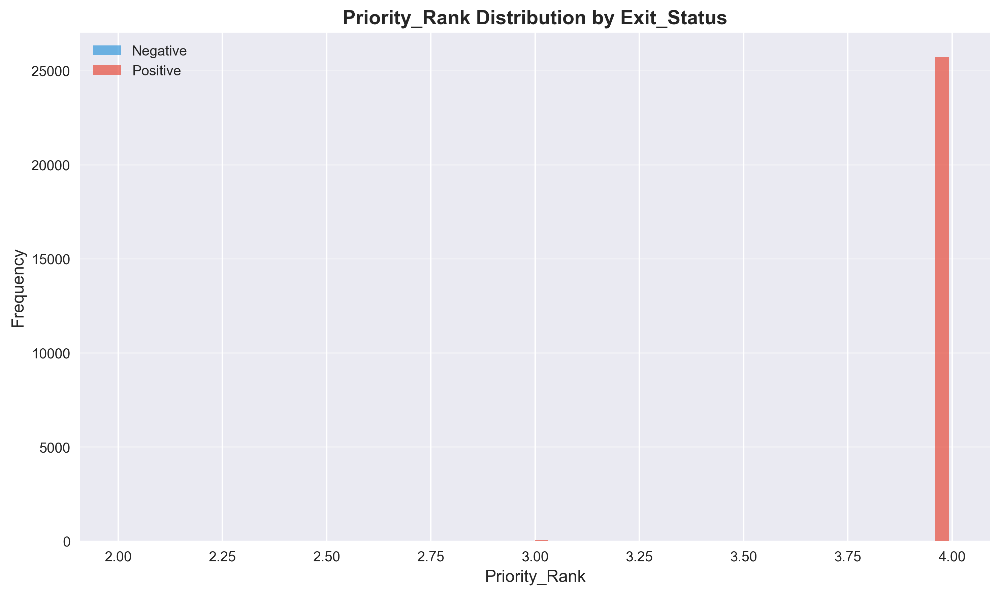 Priority_Rank Distribution by Exit_Status
Negative
Positive
Frequency
25000
20000
15000
10000
5000
0
2.00 2.25 2.50 2.75 3.00 3.25 3.50 3.75 4.00
Priority_Rank